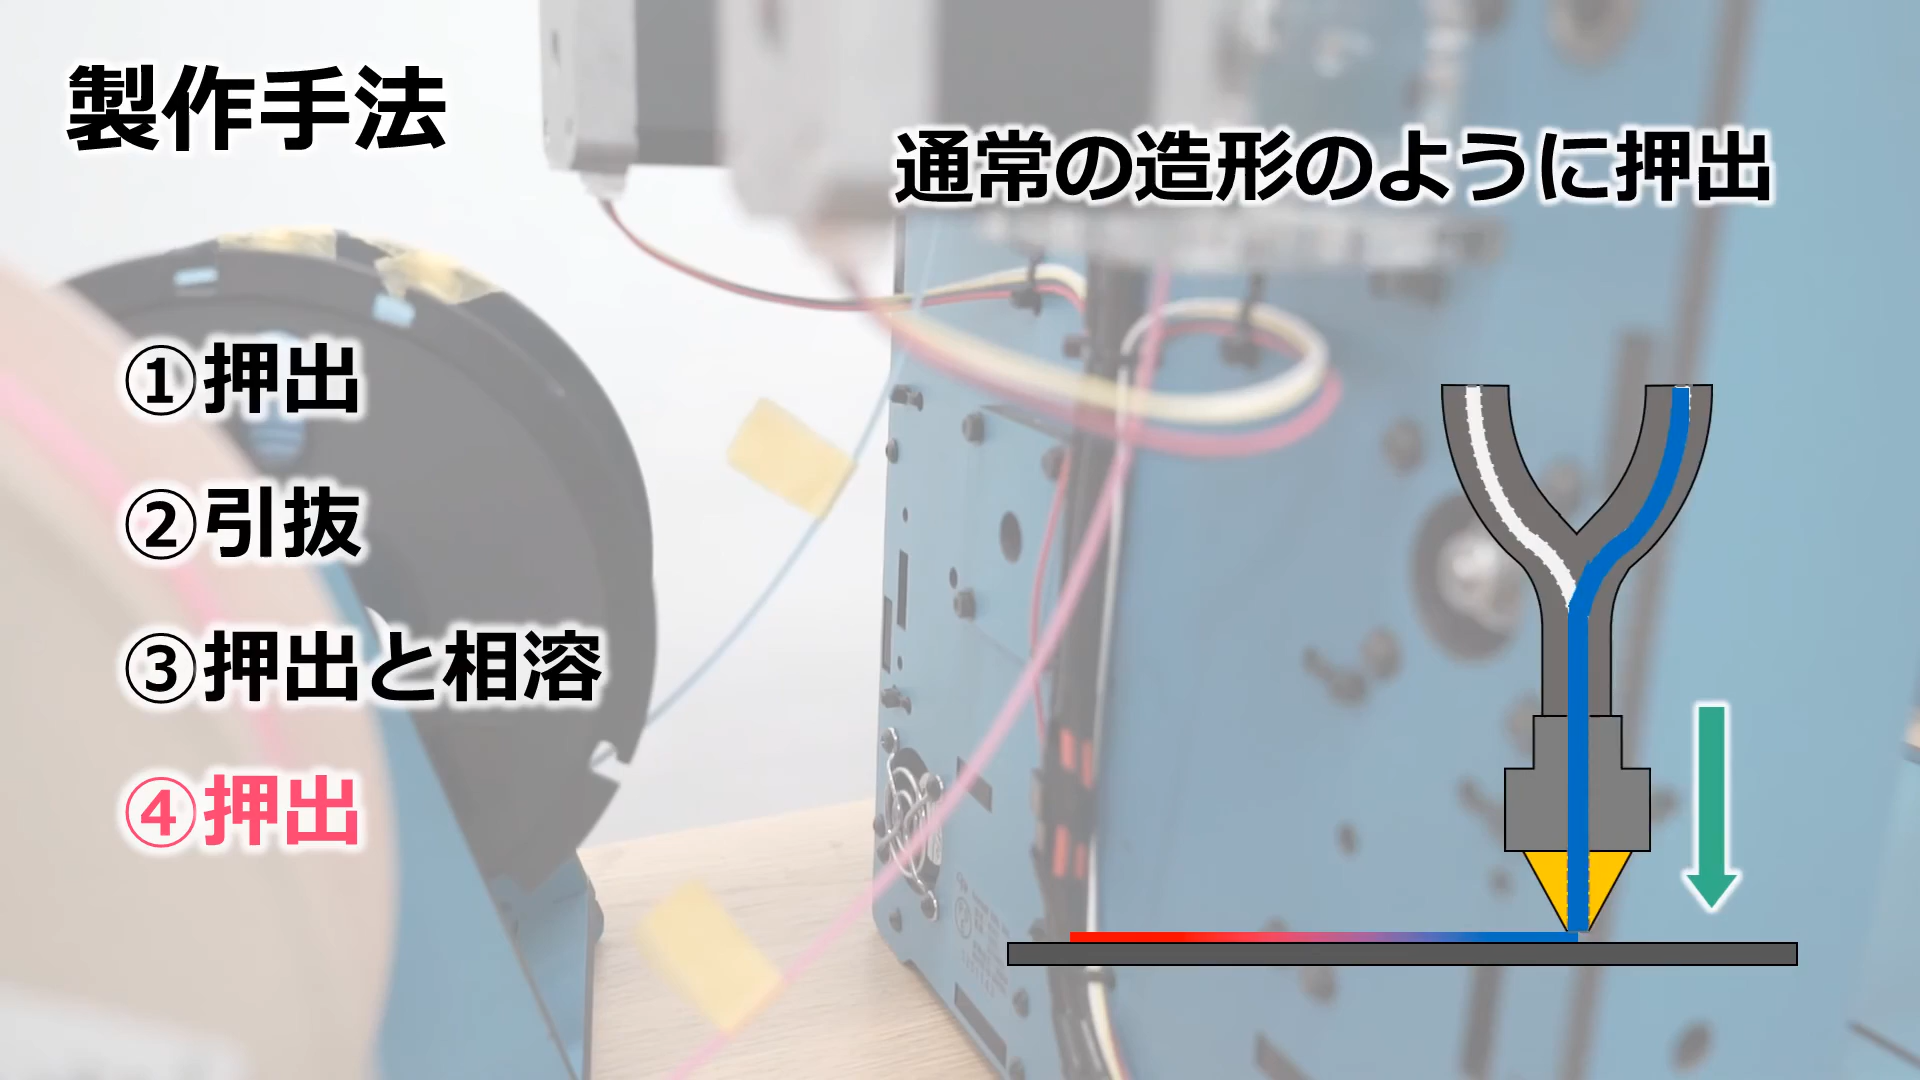 製作手法
通常の造形のように押出
①押出
②引抜
③押出と相溶
④押出